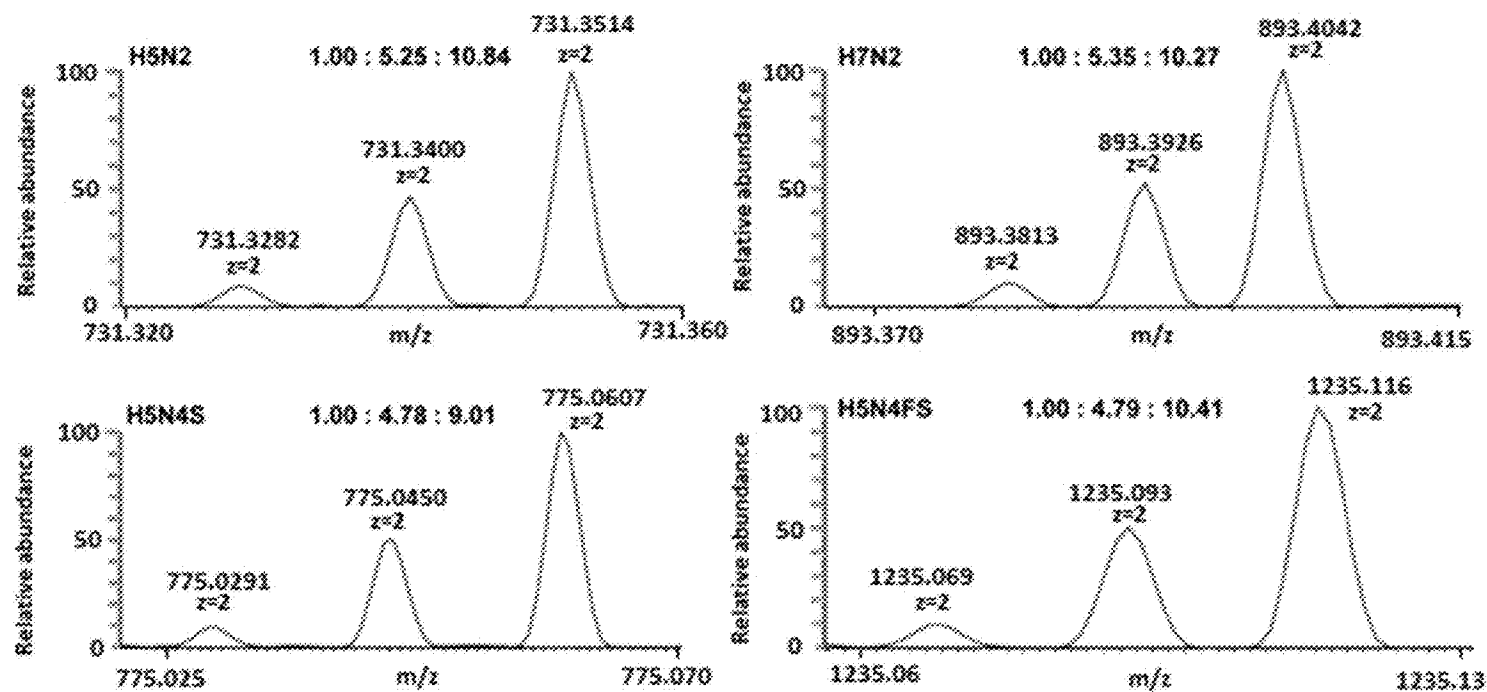 H5N2
1.00 : 5.25 : 10.84
731.3514
z=2
731.3400
z=2
731.3282
z=2
100
50
0
Relative abundance
731.320
m/z
731.360
H7N2
1.00 : 5.35 : 10.27
893.4042
z=2
893.3926
z=2
893.3813
z=2
100
50
0
Relative abundance
893.370
m/z
893.415
H5N4S
1.00 : 4.78 : 9.01
775.0607
z=2
775.0450
z=2
775.0291
z=2
100
50
0
Relative abundance
775.025
m/z
775.070
H5N4FS
1.00 : 4.79 : 10.41
1235.116
z=2
1235.093
z=2
1235.069
z=2
100
50
0
Relative abundance
1235.06
m/z
1235.13